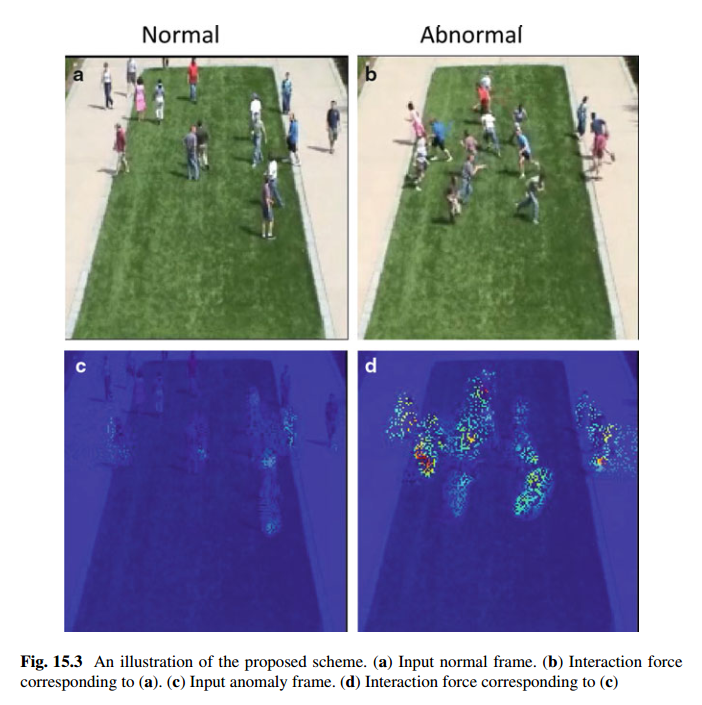 Normal Abnormal
a b
c d
Fig. 15.3 An illustration of the proposed scheme. (a) Input normal frame. (b) Interaction force
corresponding to (a). (c) Input anomaly frame. (d) Interaction force corresponding to (c)